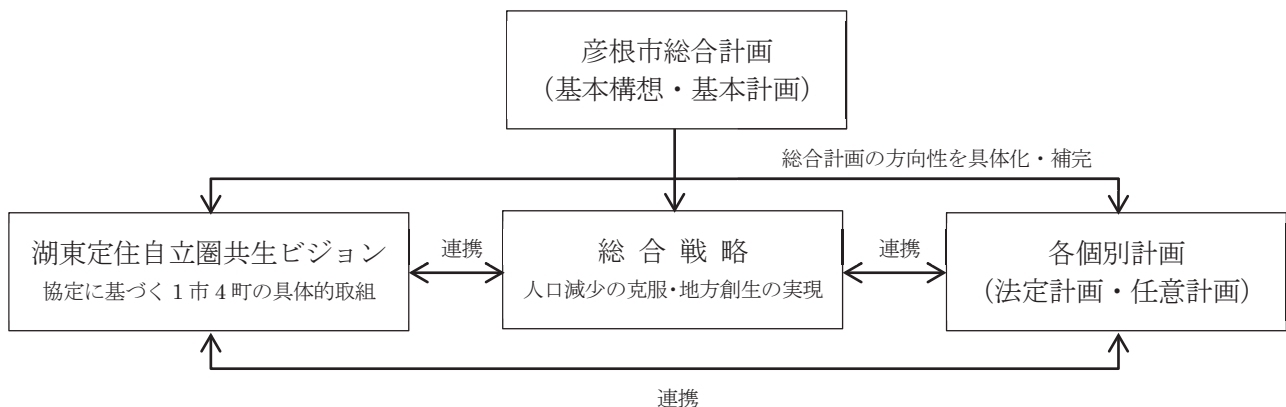 彦根市総合計画
（基本構想・基本計画）
総合計画の方向性を具体化・補完
湖東定住自立圏共生ビジョン
協定に基づく１市４町の具体的取組
連携
総 合 戦 略
人口減少の克服・地方創生の実現
連携
各個別計画
（法定計画・任意計画）
連携